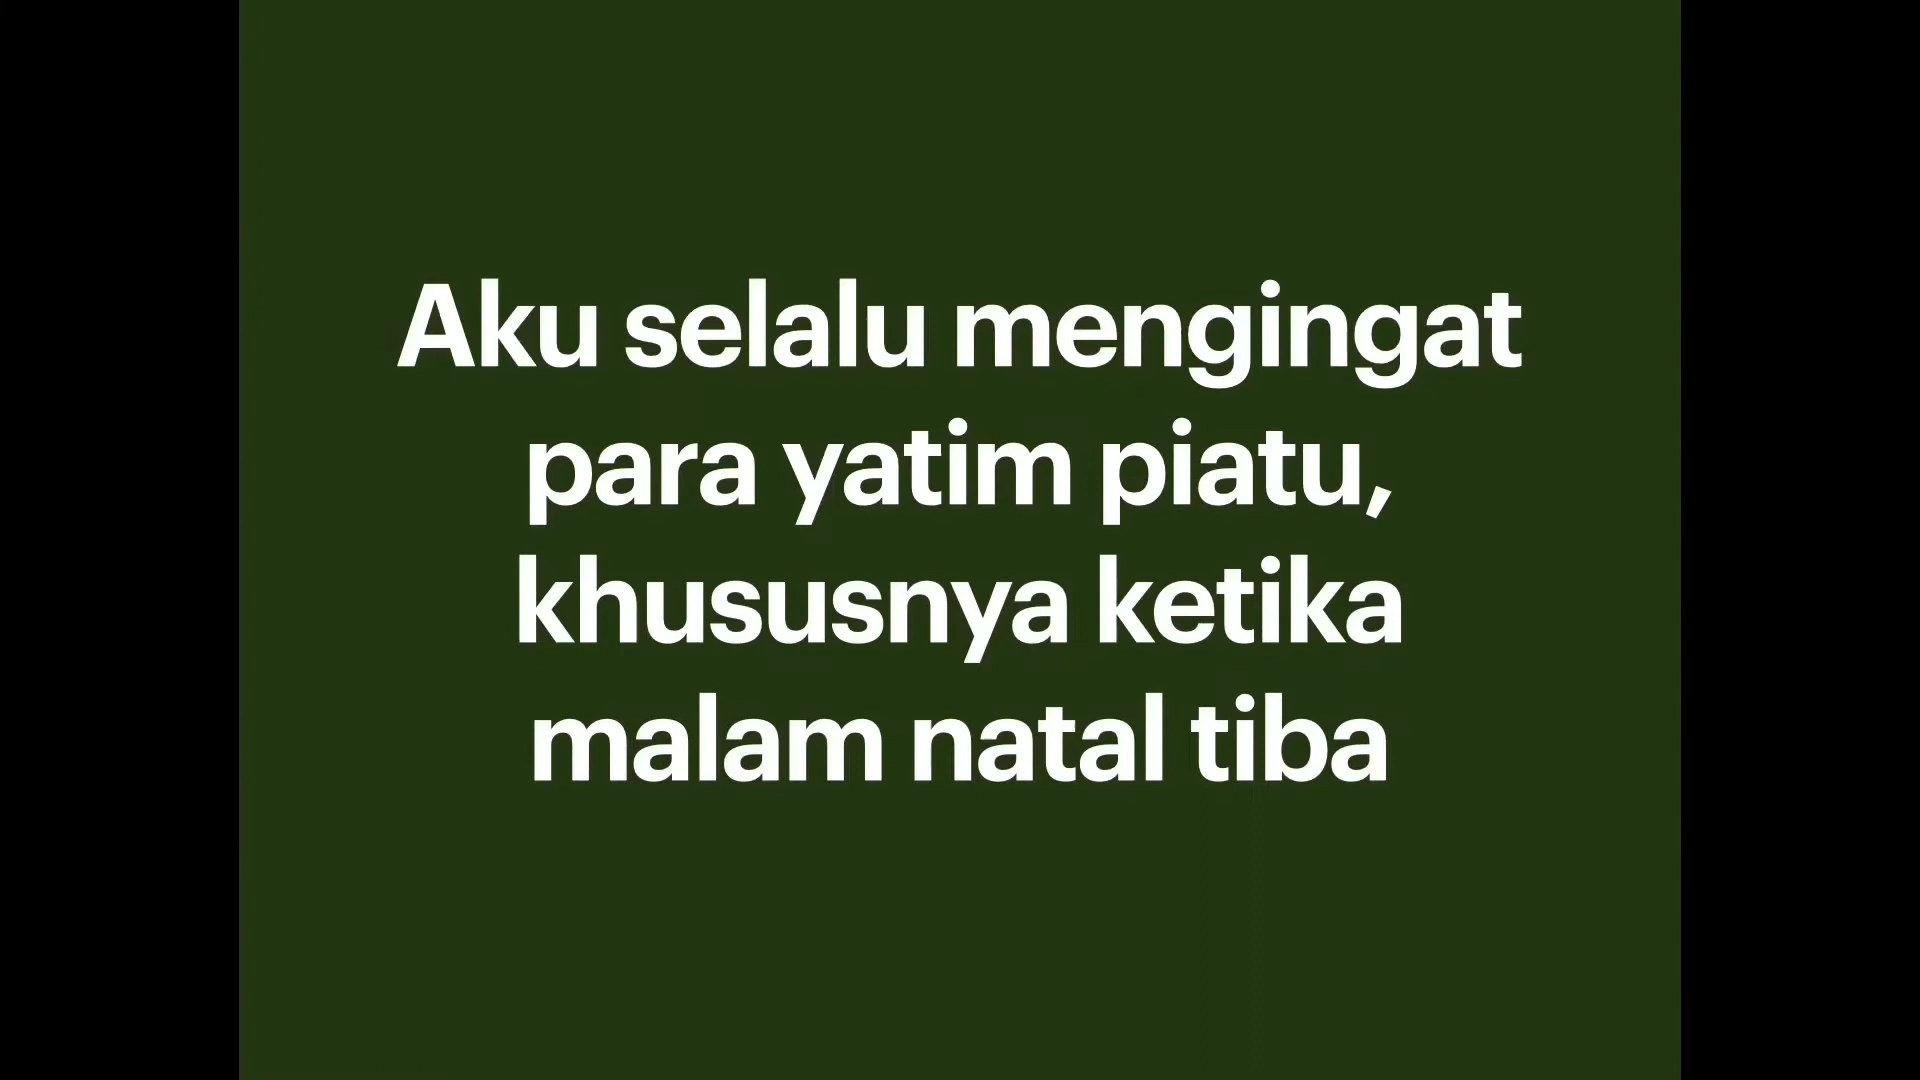 Aku selalu mengingat
para yatim piatu,
khususnya ketika
malam natal tiba